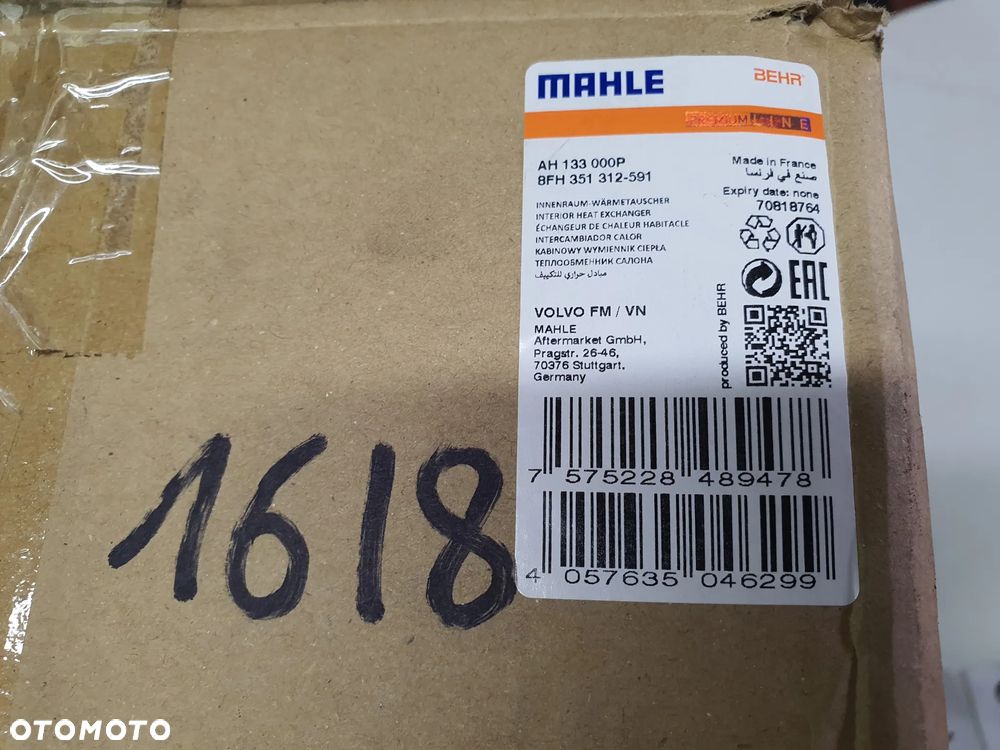 MAHLE
BEHR
PREMIUM LINE
AH 133 000P
8FH 351 312-591
Made in France
صنع في فرنسا
Expiry date: none
70818764
INNENRAUM-WÄRMETAUSCHER
INTERIOR HEAT EXCHANGER
ÉCHANGEUR DE CHALEUR HABITACLE
INTERCAMBIADOR CALOR
KABINOWY WYMIENNIK CIEPŁA
ТЕПЛООБМЕННИК САЛОНА
مبادل حراري للتكييف
EAC
VOLVO FM / VN
MAHLE
Aftermarket GmbH,
Pragstr. 26-46,
70376 Stuttgart.
Germany
produced by BEHR
7 575228 489478
4 057635 046299
1618
OTOMOTO